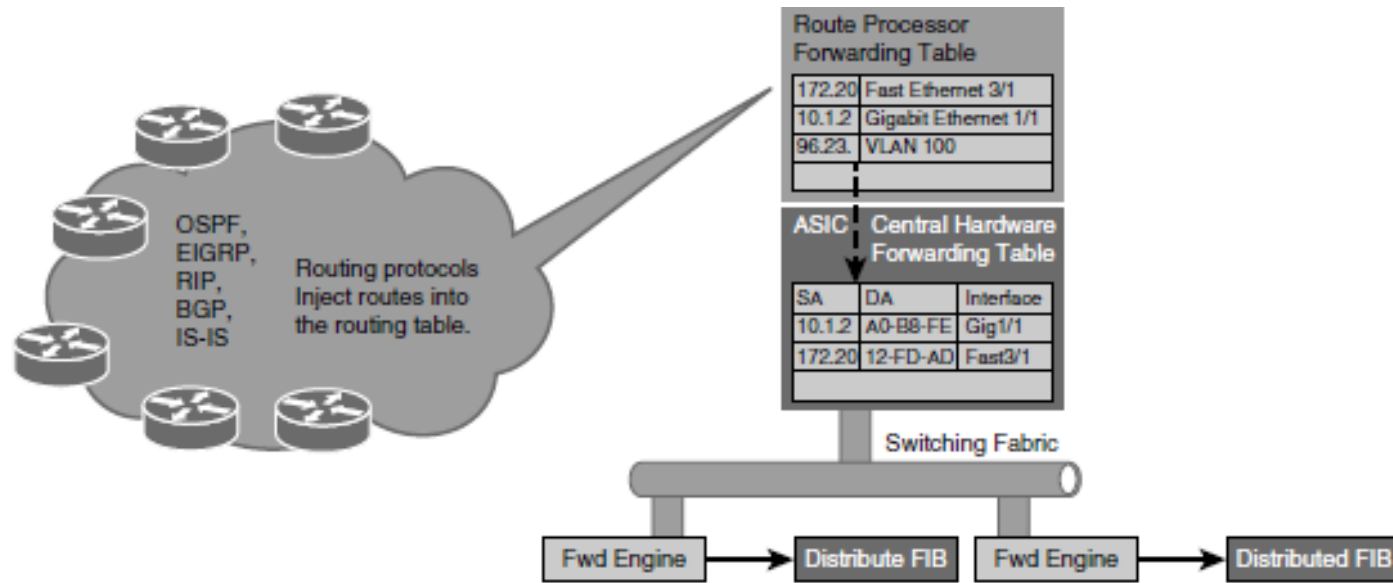 OSPF,
EIGRP,
RIP,
BGP,
IS-IS
Routing protocols
Inject routes into
the routing table.
Route Processor
Forwarding Table
172.20 Fast Ethernet 3/1
10.1.2 Gigabit Ethernet 1/1
96.23. VLAN 100
ASIC Central Hardware
Forwarding Table
SA DA Interface
10.1.2 A0-B8-FE Gig1/1
172.20 12-FD-AD Fast3/1
Switching Fabric
Fwd Engine Distribute FIB Fwd Engine Distributed FIB